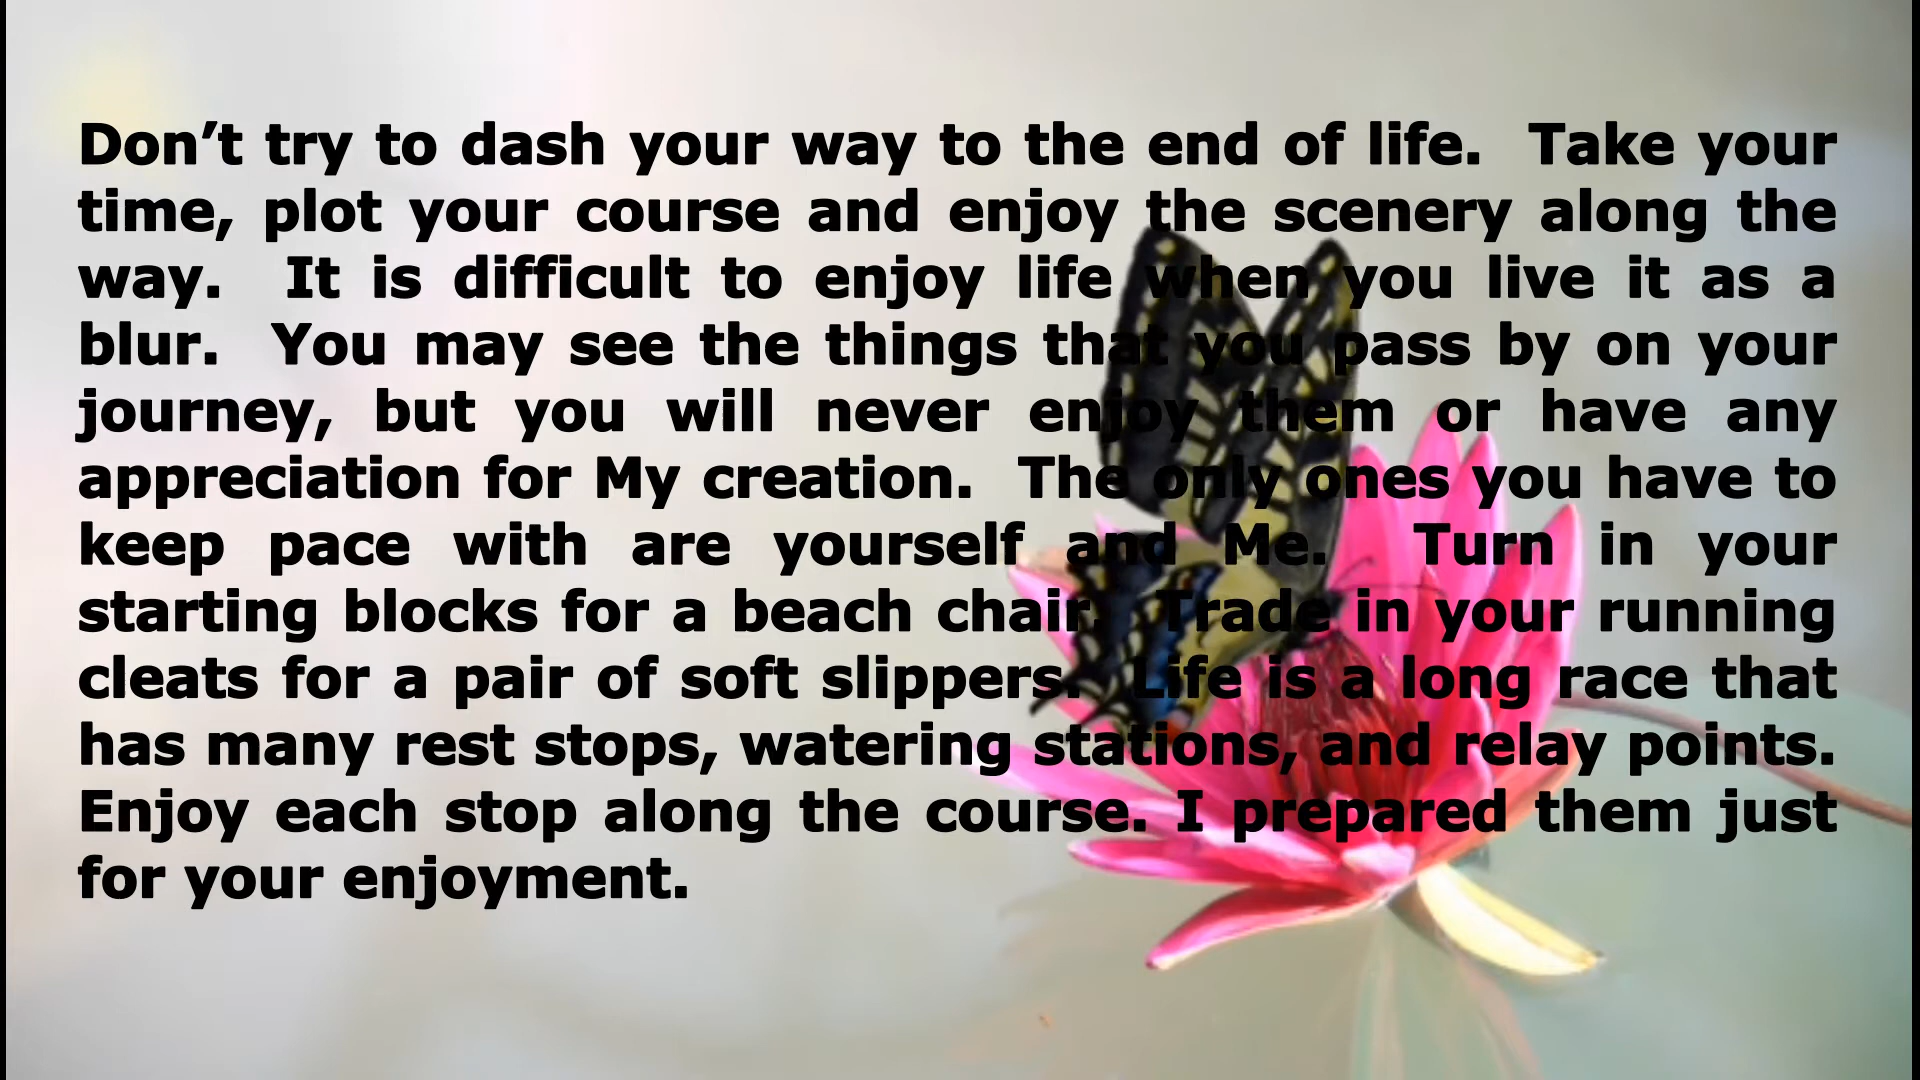 Don’t try to dash your way to the end of life.  Take your
time, plot your course and enjoy the scenery along the
way.  It is difficult to enjoy life when you live it as a
blur.  You may see the things that you pass by on your
journey, but you will never enjoy them or have any
appreciation for My creation.  The only ones you have to
keep pace with are yourself and Me.  Turn in your
starting blocks for a beach chair.  Trade in your running
cleats for a pair of soft slippers.  Life is a long race that
has many rest stops, watering stations, and relay points.
Enjoy each stop along the course. I prepared them just
for your enjoyment.